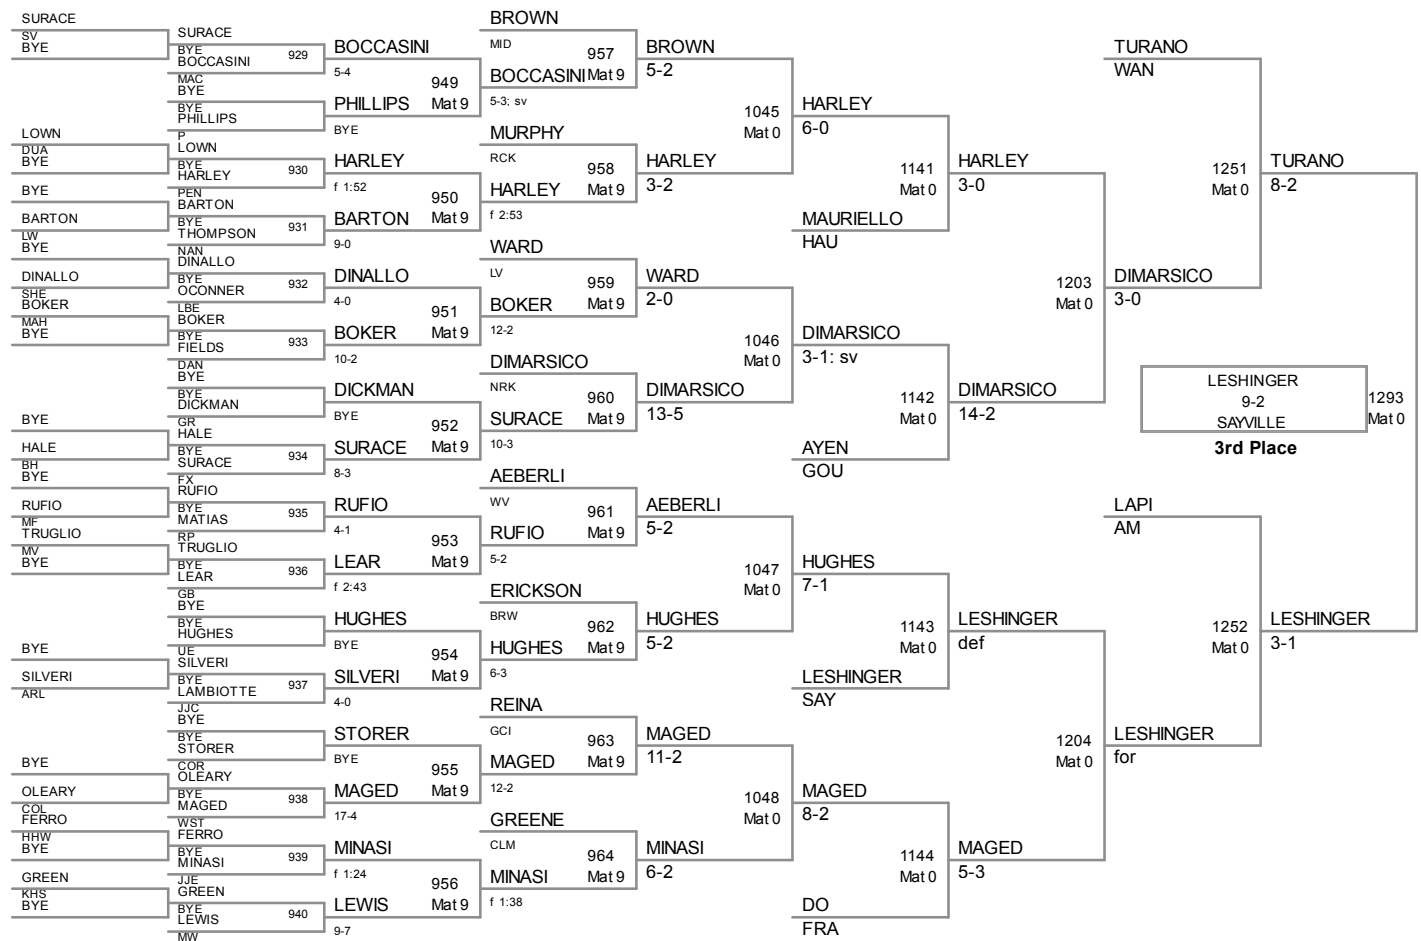 SURACE
SV
BYE
LOWN
DUA
BYE
BYE
BARTON
LW
BYE
DINALLO
SHE
BOKER
MAH
BYE
BYE
HALE
BH
BYE
RUFIO
MF
TRUGLIO
MV
BYE
BYE
SILVERI
ARL
BYE
OLEARY
COL
FERRO
HHW
BYE
GREEN
KHS
BYE
SURACE
BYE
BOCCASINI
929
MAC
BYE
BYE
PHILLIPS
P
LOWN
BYE
HARLEY
930
PEN
BARTON
BYE
THOMPSON
931
NAN
DINALLO
BYE
OCONNER
932
LBE
BOKER
BYE
FIELDS
933
DAN
BYE
BYE
DICKMAN
GR
HALE
BYE
SURACE
934
FX
RUFIO
BYE
MATIAS
935
RP
TRUGLIO
BYE
LEAR
936
GB
BYE
BYE
HUGHES
UE
SILVERI
BYE
LAMBIOTTE
937
JJC
BYE
BYE
STORER
COR
OLEARY
BYE
MAGED
938
WST
FERRO
BYE
MINASI
939
JJE
GREEN
BYE
LEWIS
940
MW
BOCCASINI
5-4
949
Mat 9
PHILLIPS
BYE
HARLEY
f 1:52
950
Mat 9
BARTON
9-0
DINALLO
4-0
951
Mat 9
BOKER
10-2
DICKMAN
BYE
952
Mat 9
SURACE
8-3
RUFIO
4-1
953
Mat 9
LEAR
f 2:43
HUGHES
BYE
954
Mat 9
SILVERI
4-0
STORER
BYE
955
Mat 9
MAGED
17-4
MINASI
f 1:24
956
Mat 9
LEWIS
9-7
BROWN
MID
957
Mat 9
BOCCASINI
5-3: sv
MURPHY
RCK
958
Mat 9
HARLEY
f 2:53
WARD
LV
959
Mat 9
BOKER
12-2
DIMARSICO
NRK
960
Mat 9
SURACE
10-3
AEBERLI
WV
961
Mat 9
RUFIO
5-2
ERICKSON
BRW
962
Mat 9
HUGHES
6-3
REINA
GCI
963
Mat 9
MAGED
12-2
GREENE
CLM
964
Mat 9
MINASI
f 1:38
BROWN
5-2
1045
Mat 0
HARLEY
3-2
WARD
2-0
1046
Mat 0
DIMARSICO
13-5
AEBERLI
5-2
1047
Mat 0
HUGHES
5-2
MAGED
11-2
1048
Mat 0
MINASI
6-2
HARLEY
6-0
1141
Mat 0
MAURIELLO
HAU
DIMARSICO
3-1: sv
1142
Mat 0
AYEN
GOU
HUGHES
7-1
1143
Mat 0
LESHINGER
SAY
MAGED
8-2
1144
Mat 0
DO
FRA
HARLEY
3-0
1203
Mat 0
DIMARSICO
14-2
LESHINGER
def
1204
Mat 0
MAGED
5-3
TURANO
WAN
1251
Mat 0
DIMARSICO
3-0
LESHINGER
9-2
SAYVILLE
3rd Place
1293
Mat 0
LAPI
AM
1252
Mat 0
LESHINGER
for
TURANO
8-2
LESHINGER
3-1